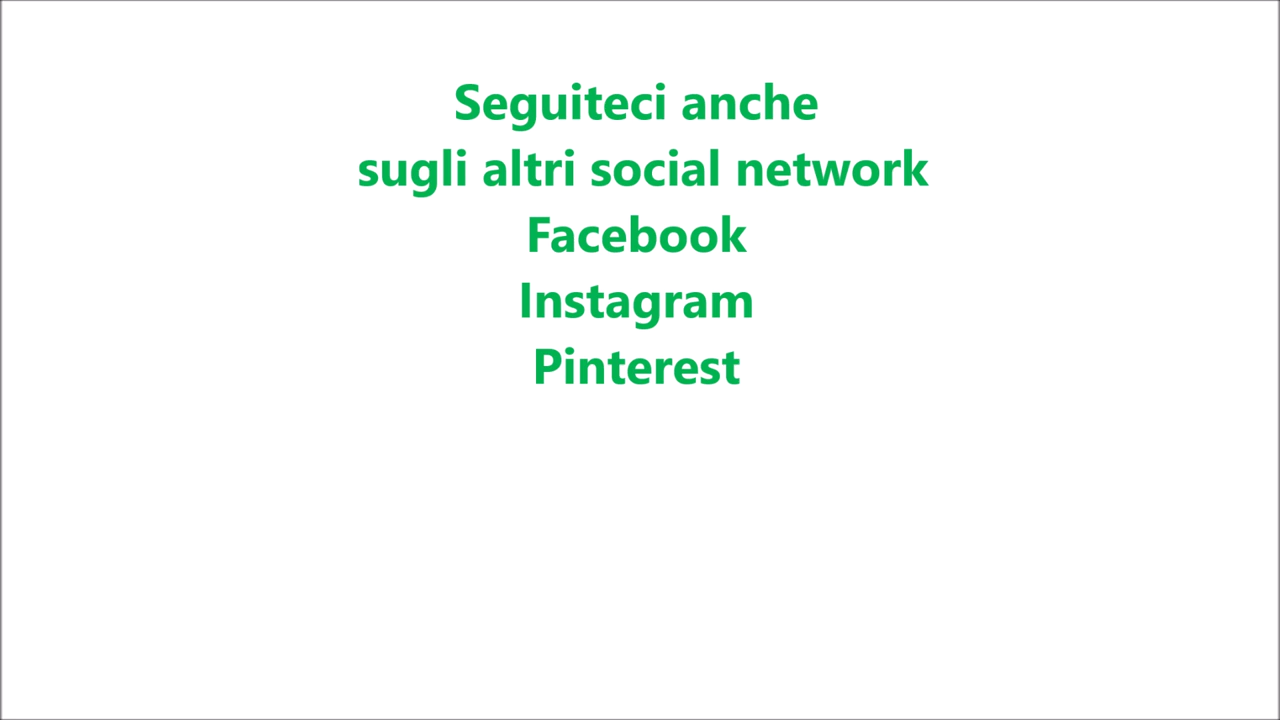 Seguiteci anche
sugli altri social network
Facebook
Instagram
Pinterest